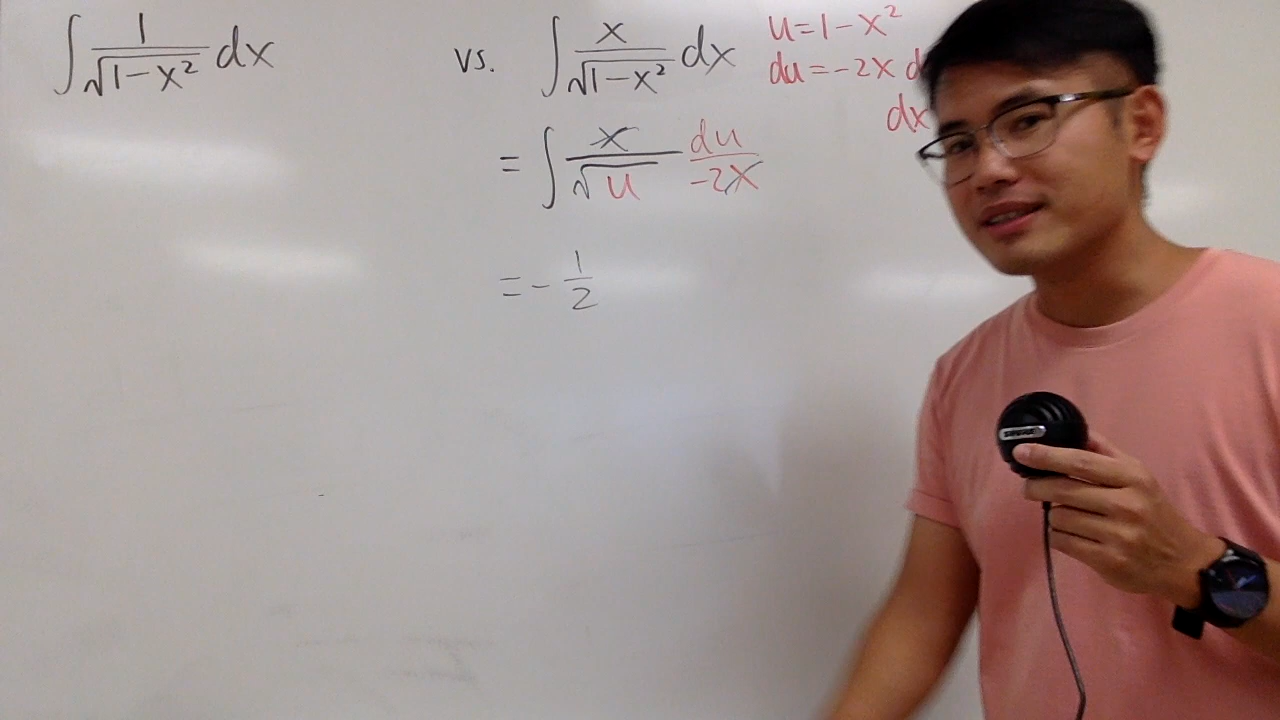 ∫ 1/√(1-x²) dx vs. ∫ x/√(1-x²) dx u=1-x²
du=-2x d
dx
= ∫ x/√u du/-2x
= - 1/2